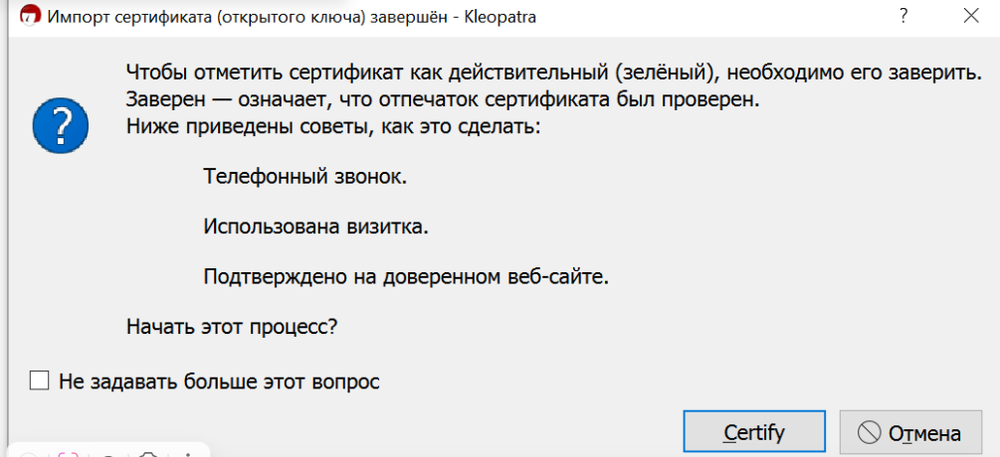 Импорт сертификата (открытого ключа) завершён - Kleopatra
Чтобы отметить сертификат как действительный (зелёный), необходимо его заверить.
Заверен — означает, что отпечаток сертификата был проверен.
Ниже приведены советы, как это сделать:
Телефонный звонок.
Использована визитка.
Подтверждено на доверенном веб-сайте.
Начать этот процесс?
Не задавать больше этот вопрос
Certify
Отмена